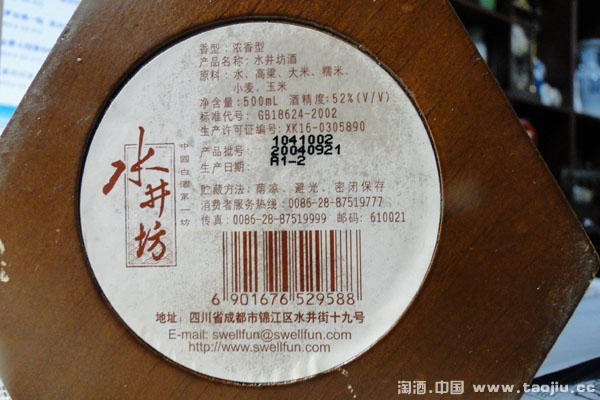 香型：浓香型
产品名称：水井坊酒
原料：水、高粱、大米、糯米、
小麦、玉米
净含量：500mL 酒精度：52%(V/V)
标准代号：GB18624-2002
生产许可证编号：XK16-0305890
1041002
产品批号：20040921
生产日期：A1-2
贮藏方法：荫凉、避光、密闭保存
消费者服务热线：0086-28-87519777
传真：0086-28-87519999 邮码：610021
水井坊
中國白酒第一坊
6 901676 529588
地址：四川省成都市锦江区水井街十九号
E-mail: swellfun@swellfun.com
http://www.swellfun.com
淘酒.中国 www.taojiu.cc